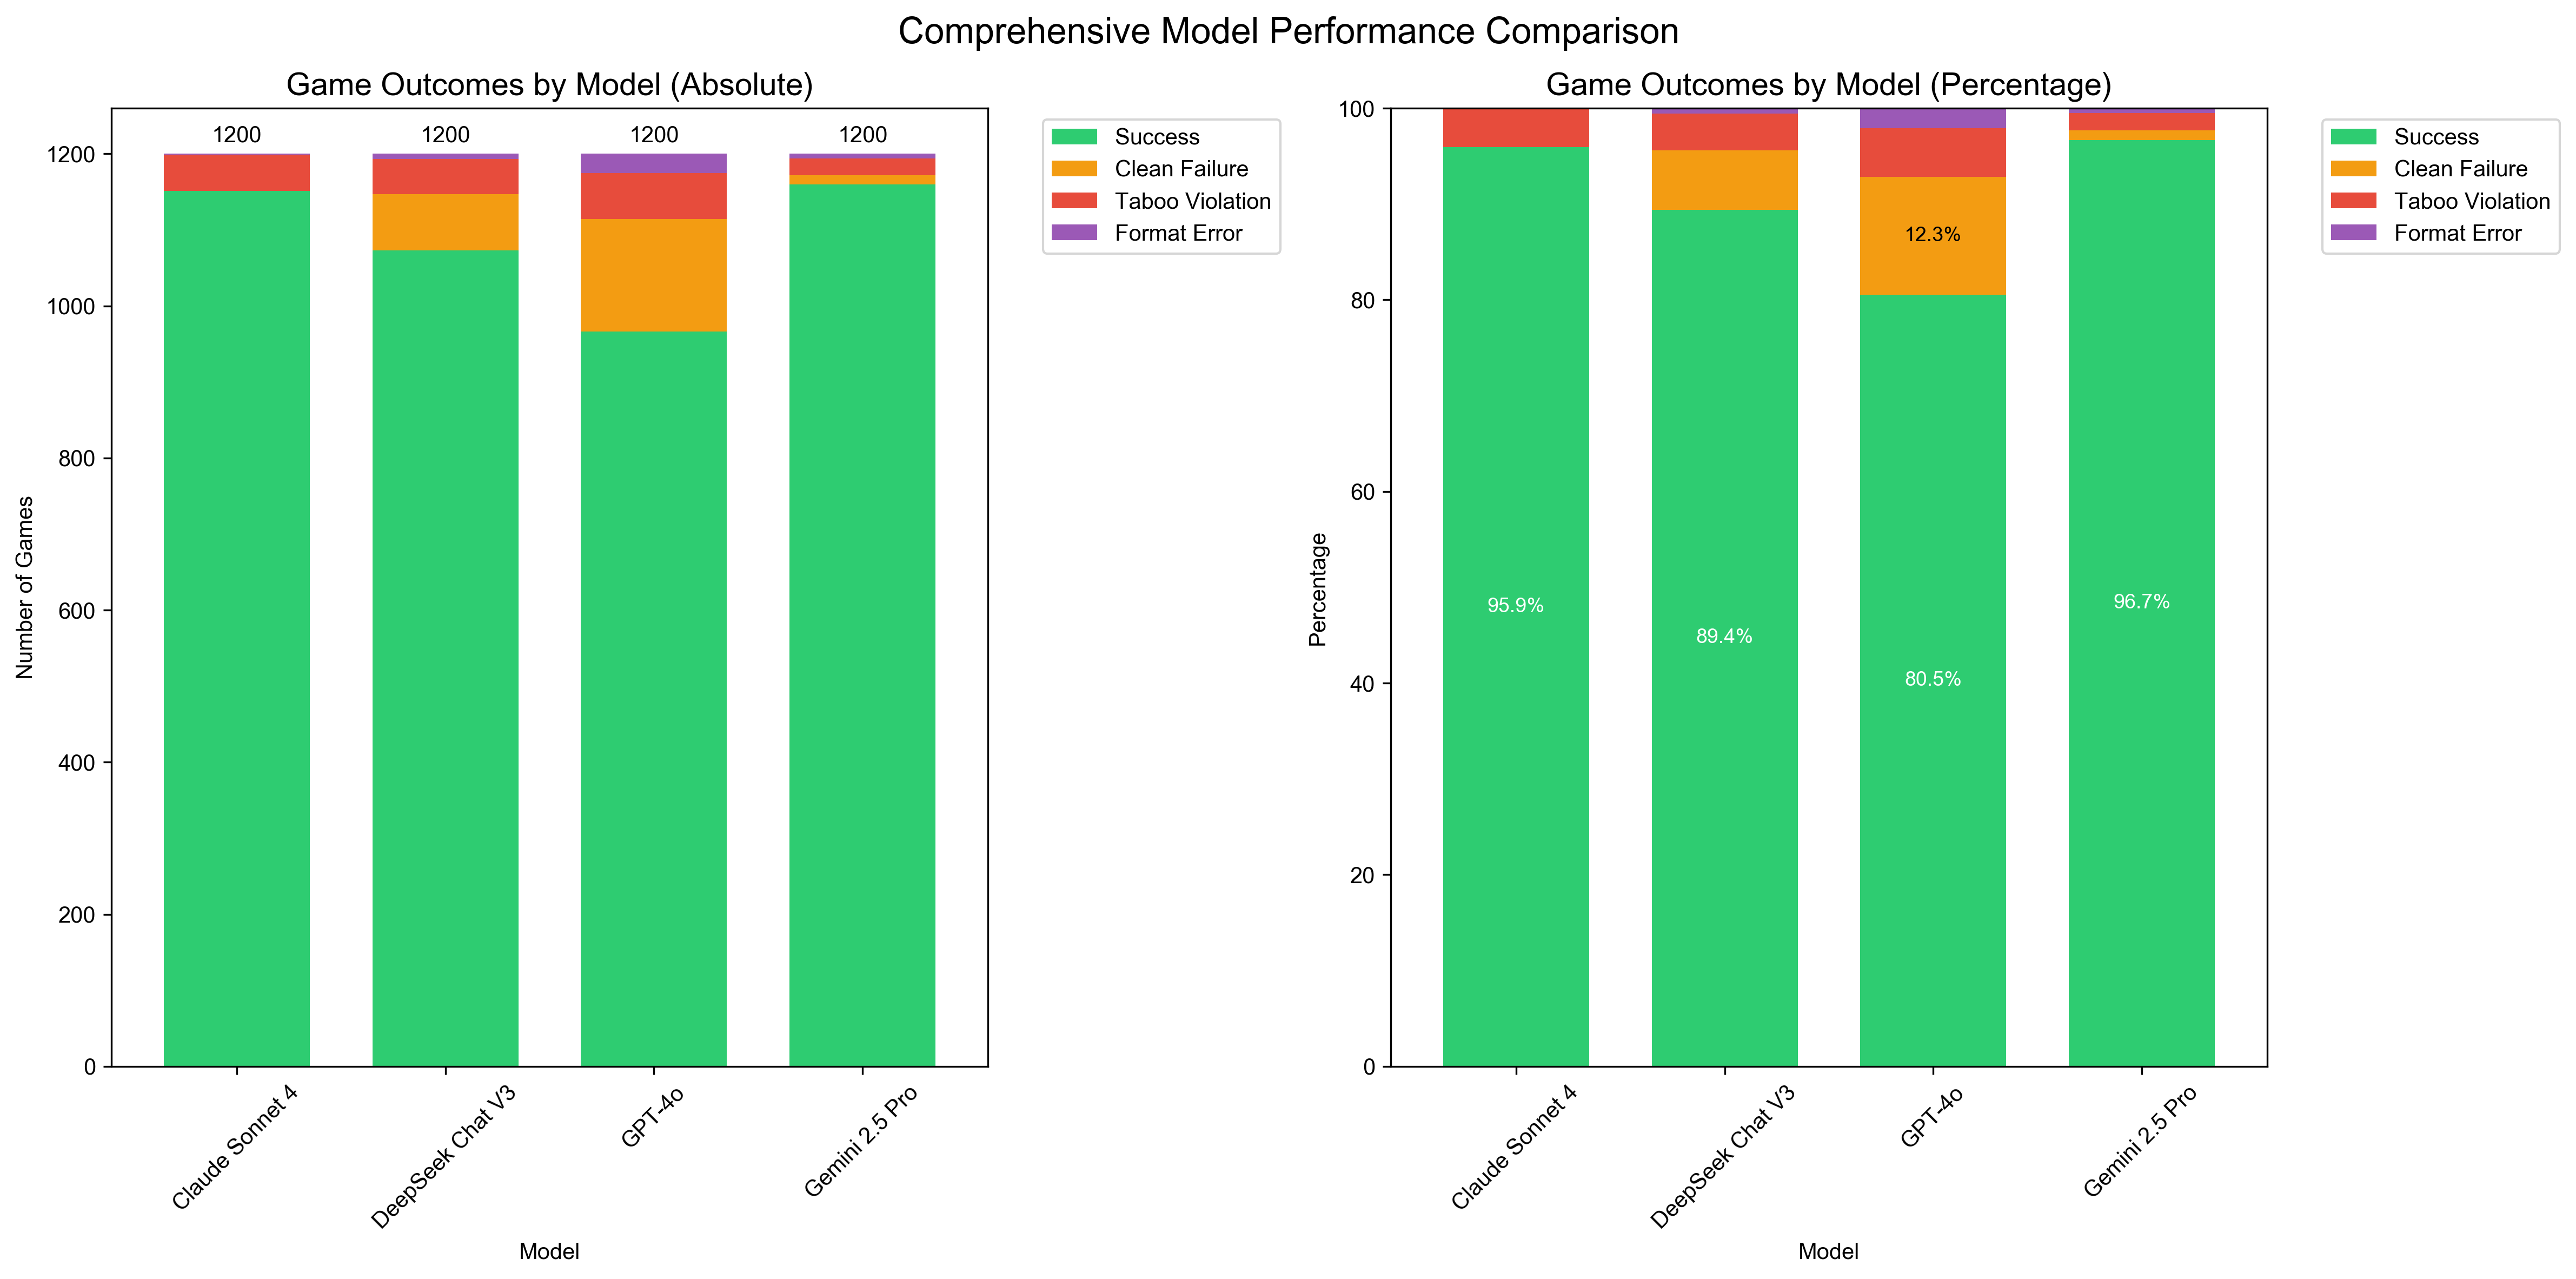 Comprehensive Model Performance Comparison
Game Outcomes by Model (Absolute)
1200
1200
1200
1200
Success
Clean Failure
Taboo Violation
Format Error
1200
1000
800
600
400
200
0
Number of Games
Claude Sonnet 4
DeepSeek Chat V3
GPT-4o
Gemini 2.5 Pro
Model
Game Outcomes by Model (Percentage)
Success
Clean Failure
Taboo Violation
Format Error
100
80
60
40
20
0
Percentage
12.3%
95.9%
89.4%
80.5%
96.7%
Claude Sonnet 4
DeepSeek Chat V3
GPT-4o
Gemini 2.5 Pro
Model